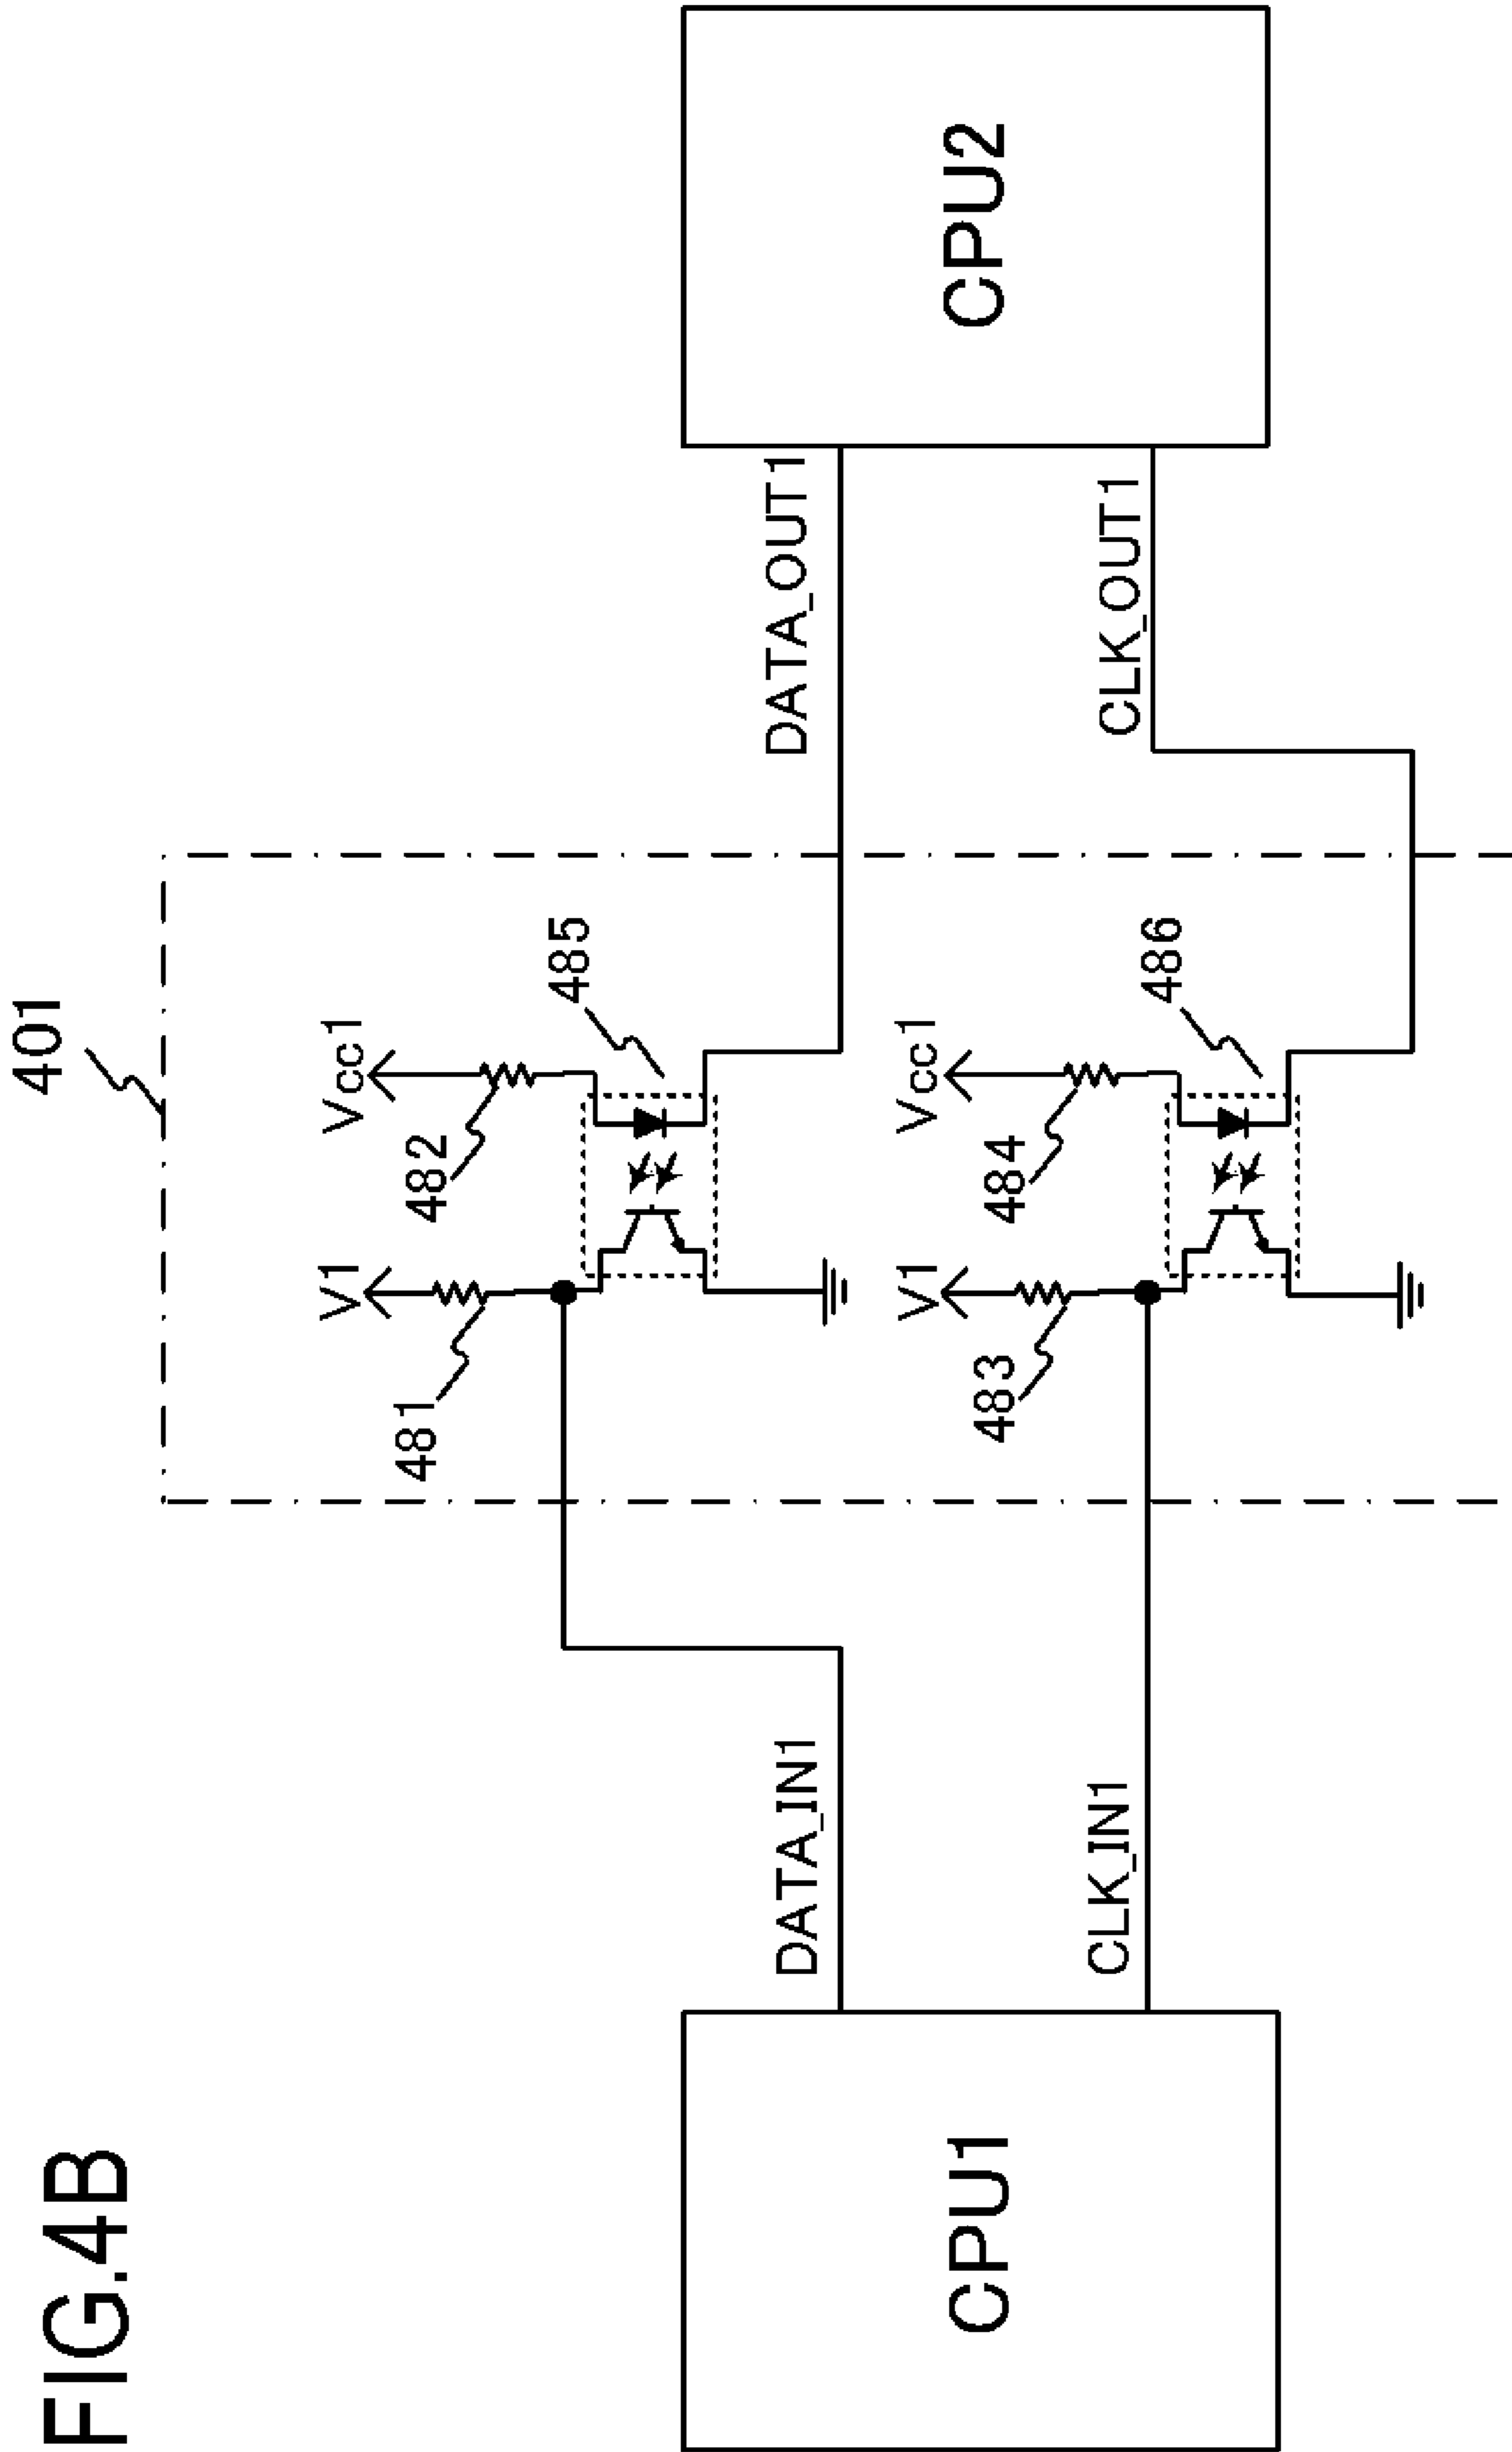 FIG.4B
401
V1
Vcc1
481
482
485
DATA_IN1
DATA_OUT1
V1
Vcc1
483
484
486
CLK_IN1
CLK_OUT1
CPU1
CPU2